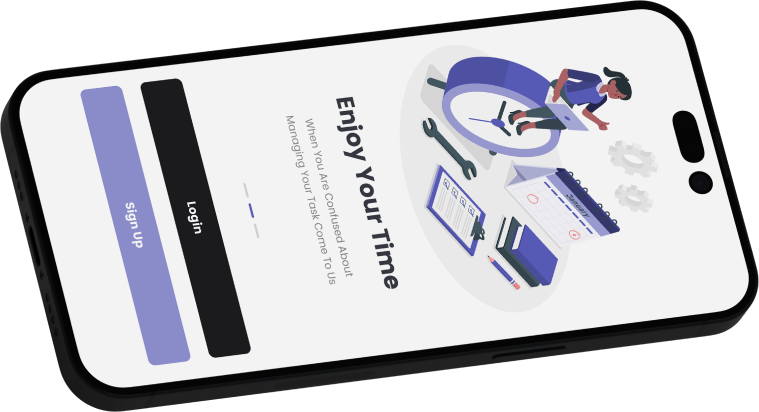 Enjoy Your Time
When You Are Confused About
Managing Your Task Come To Us
Login
Sign Up